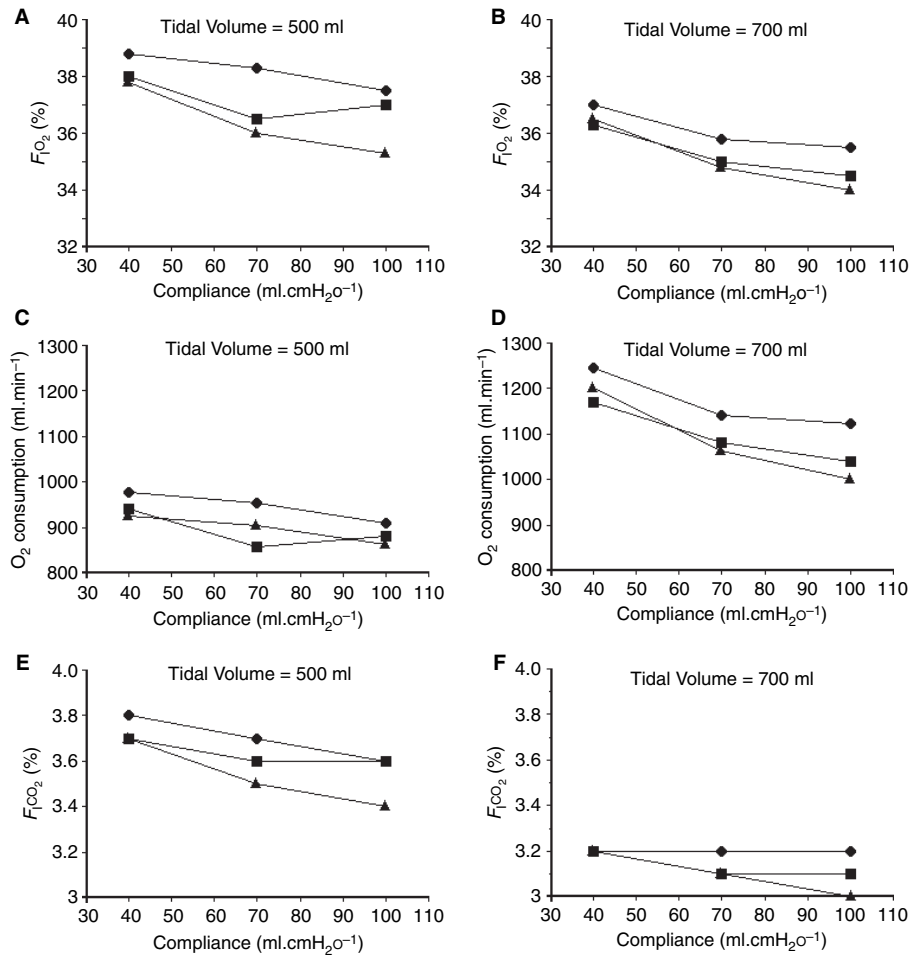 A
Tidal Volume = 500 ml
40
38
36
34
32
FIO2 (%)
30 40 50 60 70 80 90 100 110
Compliance (ml.cmH2O−1)
B
Tidal Volume = 700 ml
40
38
36
34
32
FIO2 (%)
30 40 50 60 70 80 90 100 110
Compliance (ml.cmH2O−1)
C
Tidal Volume = 500 ml
1300
1200
1100
1000
900
800
O2 consumption (ml.min−1)
30 40 50 60 70 80 90 100 110
Compliance (ml.cmH2O−1)
D
Tidal Volume = 700 ml
1300
1200
1100
1000
900
800
O2 consumption (ml.min−1)
30 40 50 60 70 80 90 100 110
Compliance (ml.cmH2O−1)
E
Tidal Volume = 500 ml
4.0
3.8
3.6
3.4
3.2
3
FICO2 (%)
30 40 50 60 70 80 90 100 110
Compliance (ml.cmH2O−1)
F
Tidal Volume = 700 ml
4.0
3.8
3.6
3.4
3.2
3
FICO2 (%)
30 40 50 60 70 80 90 100 110
Compliance (ml.cmH2O−1)